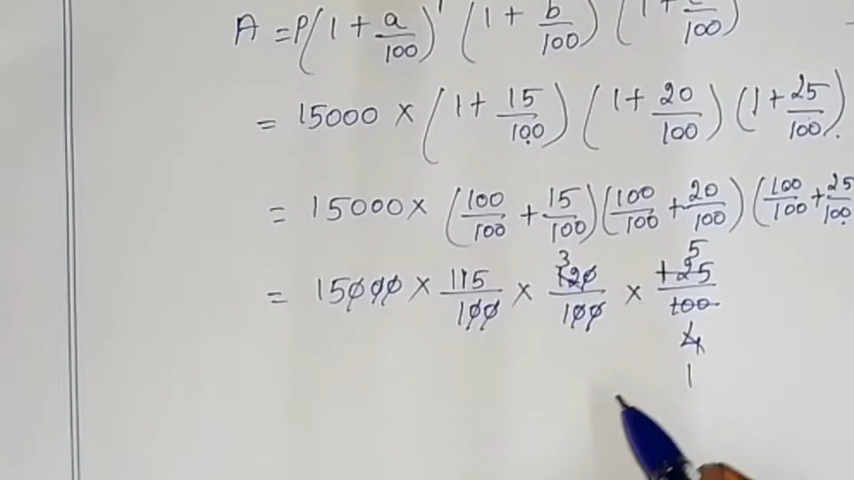 A = P(1 + a/100)(1 + b/100)(1 + /100)
= 15000 × (1 + 15/100)(1 + 20/100)(1 + 25/100).
= 15000 × (100/100 + 15/100)(100/100 + 20/100)(100/100 + 25/100
3 5
= 15000 × 115/100 × 120/100 × 125/100
4
1